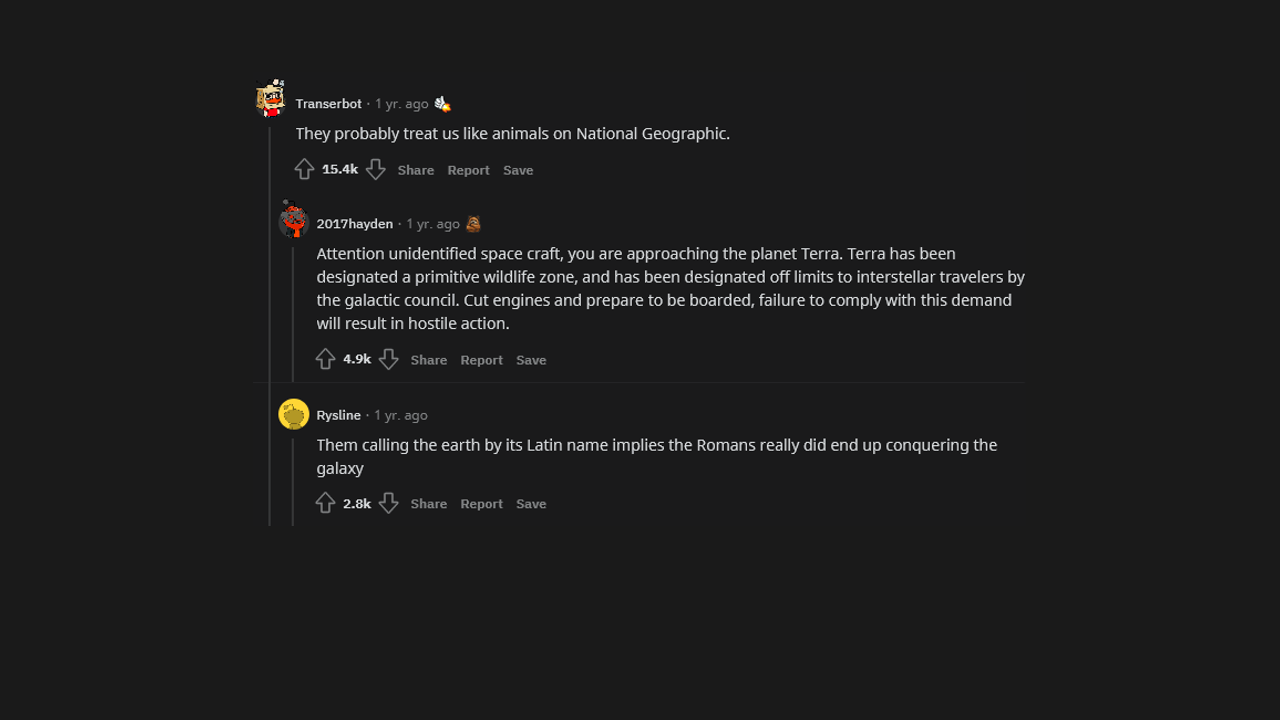 Transerbot · 1 yr. ago
They probably treat us like animals on National Geographic.
15.4k Share Report Save
2017hayden · 1 yr. ago
Attention unidentified space craft, you are approaching the planet Terra. Terra has been
designated a primitive wildlife zone, and has been designated off limits to interstellar travelers by
the galactic council. Cut engines and prepare to be boarded, failure to comply with this demand
will result in hostile action.
4.9k Share Report Save
Rysline · 1 yr. ago
Them calling the earth by its Latin name implies the Romans really did end up conquering the
galaxy
2.8k Share Report Save